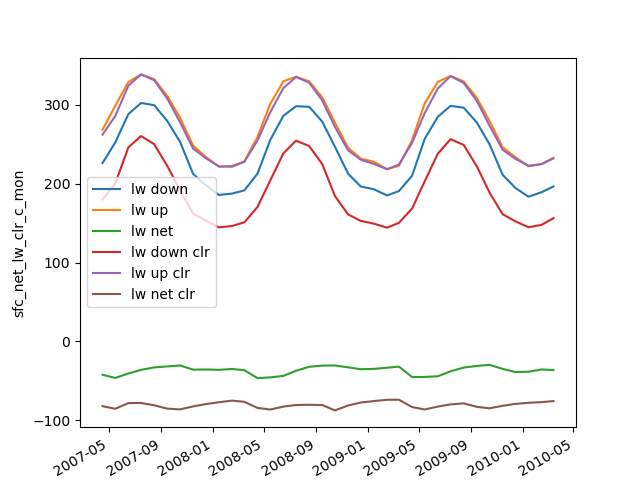 300
200
100
0
−100
sfc_net_lw_clr_c_mon
lw down
lw up
lw net
lw down clr
lw up clr
lw net clr
2007-05
2007-09
2008-01
2008-05
2008-09
2009-01
2009-05
2009-09
2010-01
2010-05